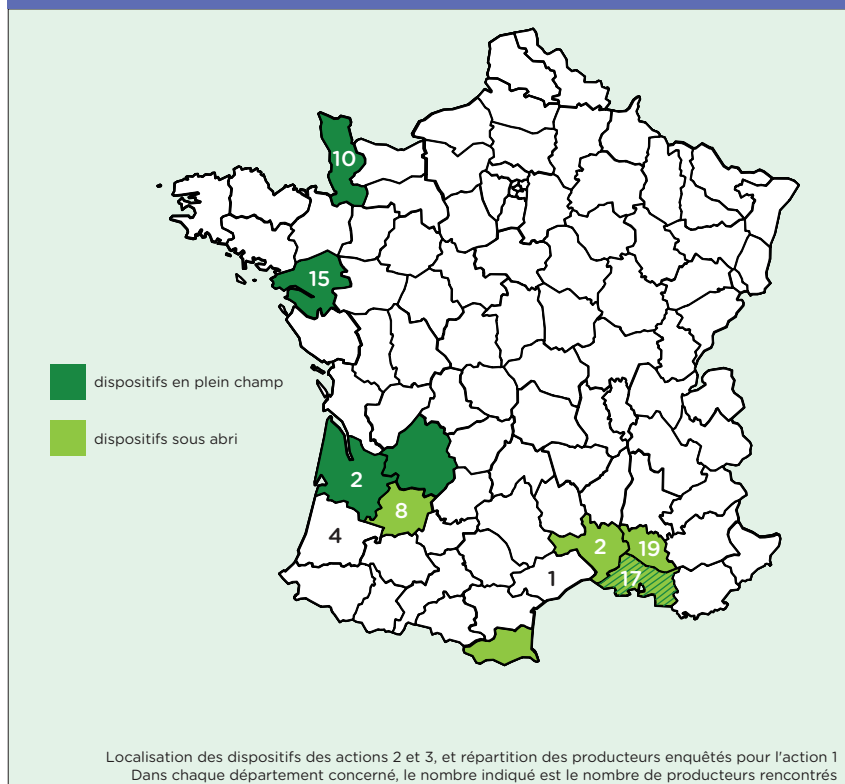 10
15
dispositifs en plein champ
dispositifs sous abri
2
8
4
2
19
17
1
Localisation des dispositifs des actions 2 et 3, et répartition des producteurs enquêtés pour l'action 1
Dans chaque département concerné, le nombre indiqué est le nombre de producteurs rencontrés